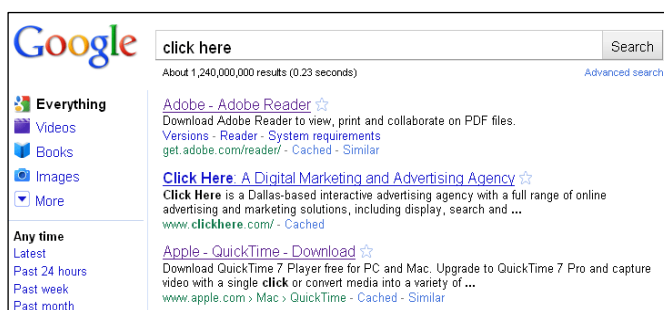 Google
click here
Search
About 1,240,000,000 results (0.23 seconds)
Advanced search
Everything
Videos
Books
Images
More
Any time
Latest
Past 24 hours
Past week
Past month
Adobe - Adobe Reader
Download Adobe Reader to view, print and collaborate on PDF files.
Versions - Reader - System requirements
get.adobe.com/reader/ - Cached - Similar
Click Here: A Digital Marketing and Advertising Agency
Click Here is a Dallas-based interactive advertising agency with a full range of online
advertising and marketing solutions, including display, search and ...
www.clickhere.com/ - Cached
Apple - QuickTime - Download
Download QuickTime 7 Player free for PC and Mac. Upgrade to QuickTime 7 Pro and capture
video with a single click or convert media into a variety of ...
www.apple.com › Mac › QuickTime - Cached - Similar